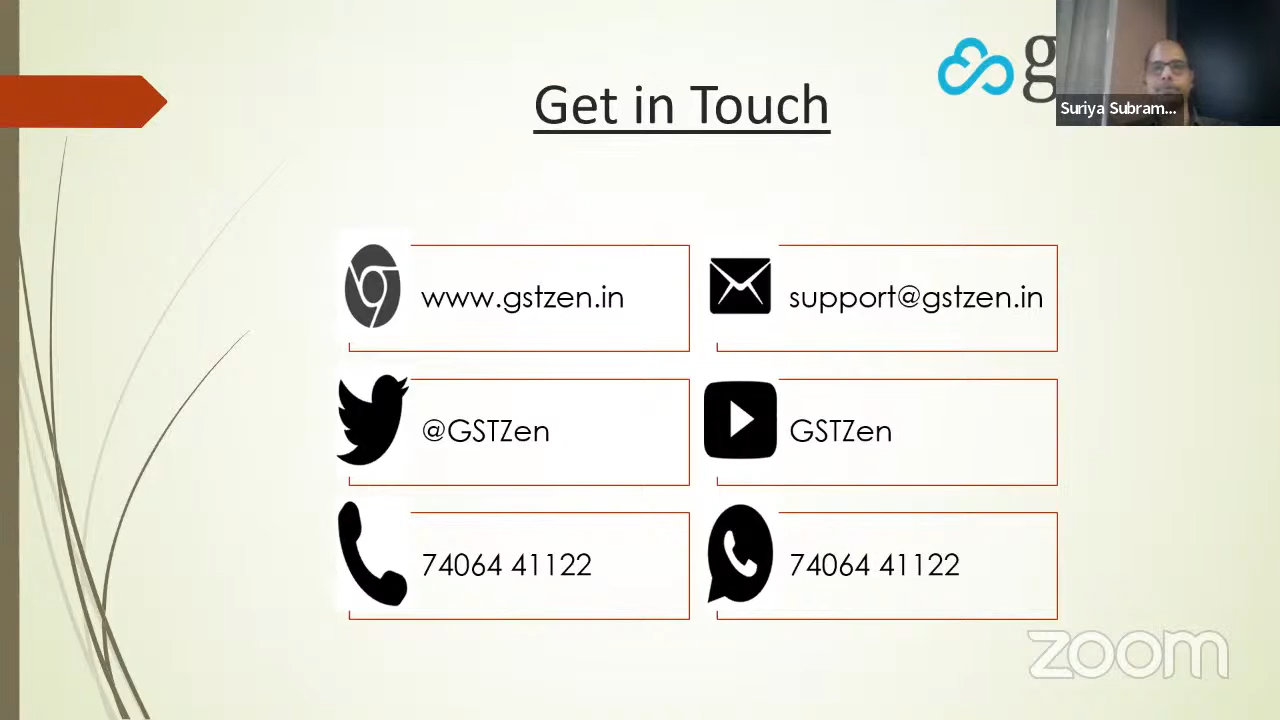 Get in Touch
g
Suriya Subram...
www.gstzen.in
support@gstzen.in
@GSTZen
GSTZen
74064 41122
74064 41122
zoom